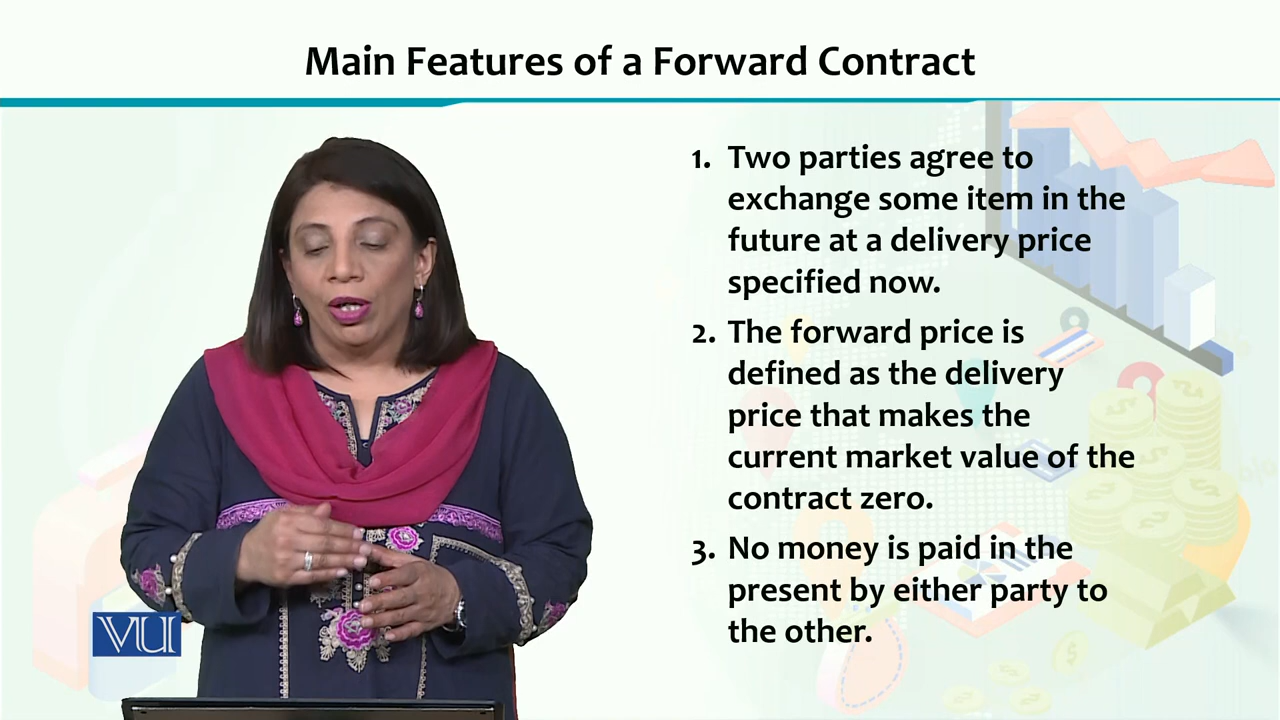 Main Features of a Forward Contract
1. Two parties agree to
exchange some item in the
future at a delivery price
specified now.
2. The forward price is
defined as the delivery
price that makes the
current market value of the
contract zero.
3. No money is paid in the
present by either party to
the other.
VU